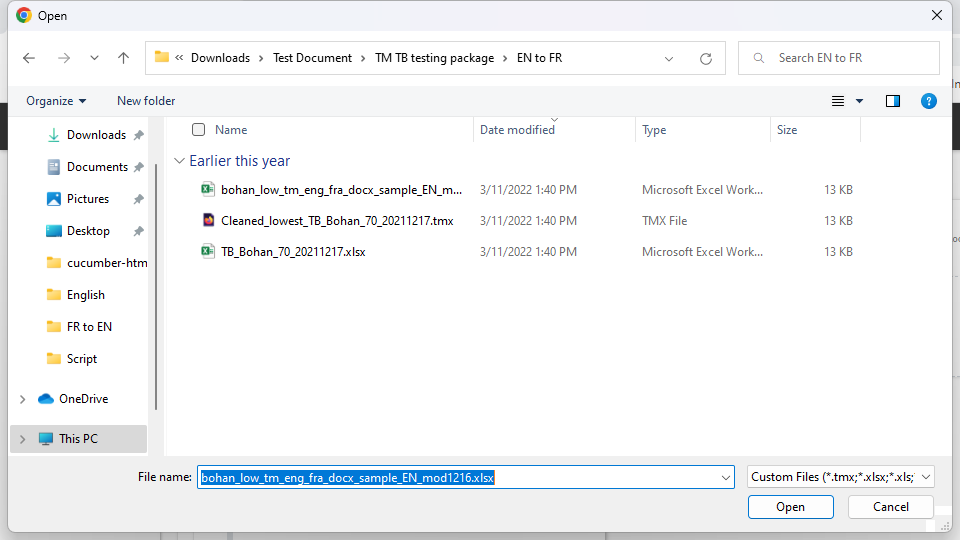 Open
« Downloads > Test Document > TM TB testing package > EN to FR
Search EN to FR
Organize New folder
?
Name Date modified Type Size
Downloads
Documents
Pictures
Desktop
cucumber-htm
English
FR to EN
Script
OneDrive
This PC
Earlier this year
bohan_low_tm_eng_fra_docx_sample_EN_m... 3/11/2022 1:40 PM Microsoft Excel Work... 13 KB
Cleaned_lowest_TB_Bohan_70_20211217.tmx 3/11/2022 1:40 PM TMX File 13 KB
TB_Bohan_70_20211217.xlsx 3/11/2022 1:40 PM Microsoft Excel Work... 13 KB
File name: bohan_low_tm_eng_fra_docx_sample_EN_mod1216.xlsx Custom Files (*.tmx;*.xlsx;*.xls;
Open Cancel